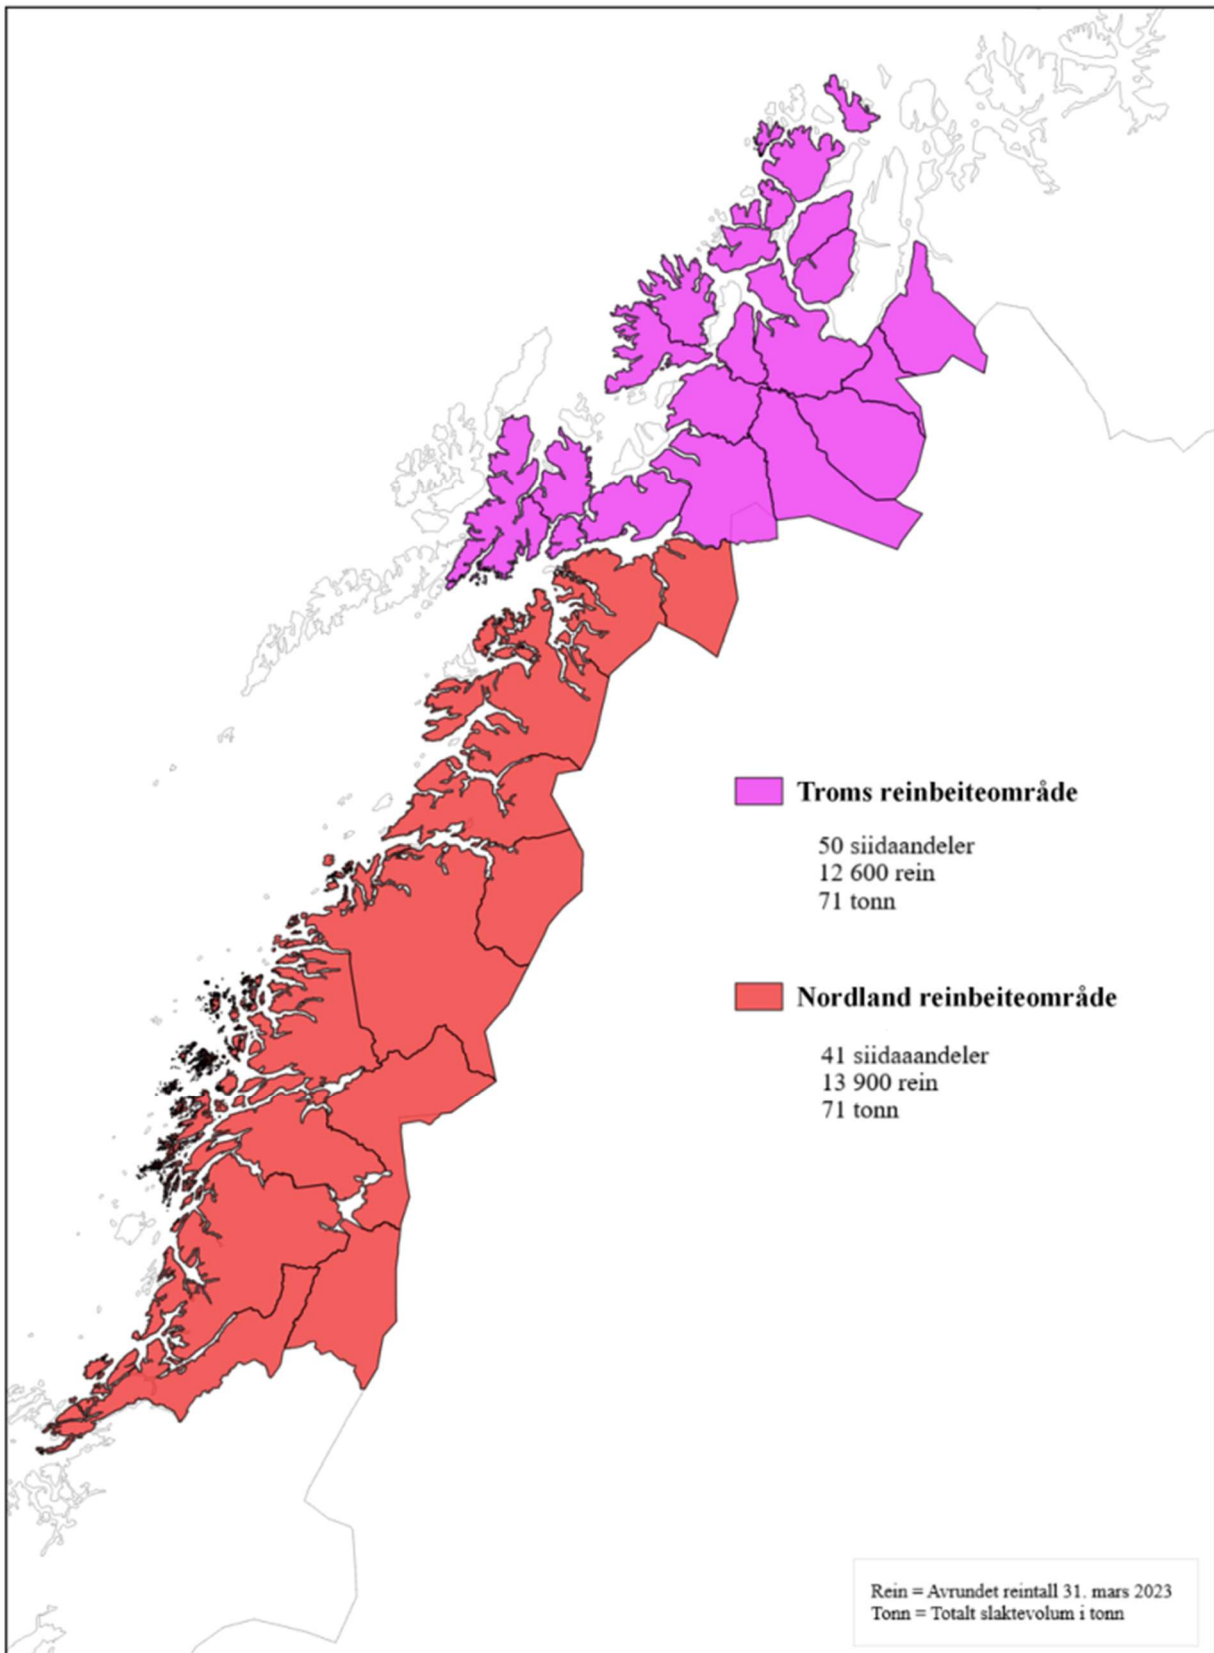 Troms reinbeiteområde
50 siidaandeler
12 600 rein
71 tonn
Nordland reinbeiteområde
41 siidaaandeler
13 900 rein
71 tonn
Rein = Avrundet reintall 31. mars 2023
Tonn = Totalt slaktevolum i tonn